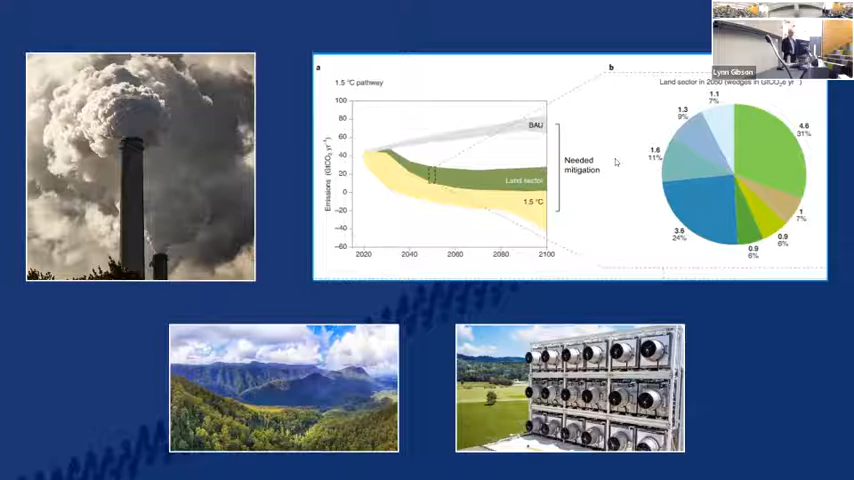 Lynn Gibson
a
b
1.5 °C pathway
Land sector in 2050 (wedges in GtCO₂e yr⁻¹)
Emissions (GtCO₂ yr⁻¹)
100
80
60
40
20
0
−20
−40
−60
2020
2040
2060
2080
2100
BAU
Land sector
1.5 °C
Needed
mitigation
1.1
7%
1.3
9%
1.6
11%
3.6
24%
4.6
31%
1
7%
0.9
6%
0.9
6%